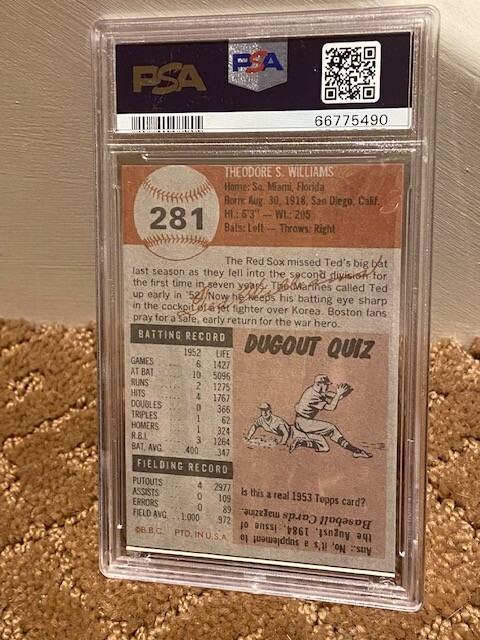 PSA
PSA
66775490
281
THEODORE S. WILLIAMS
Home: So. Miami, Florida
Born: Aug. 30, 1918, San Diego, Calif.
Ht.: 6'3" — Wt.: 205
Bats: Left — Throws: Right
The Red Sox missed Ted's big bat
last season as they fell into the second division for
the first time in seven years. The Marines called Ted
up early in '52. Now he keeps his batting eye sharp
in the cockpit of a jet fighter over Korea. Boston fans
pray for a safe, early return for the war hero.
BATTING RECORD
1952 LIFE
GAMES 6 1427
AT BAT 10 5096
RUNS 2 1275
HITS 4 1767
DOUBLES 0 366
TRIPLES 1 62
HOMERS 1 324
R.B.I. 3 1264
BAT. AVG. .400 .347
FIELDING RECORD
PUTOUTS 4 2977
ASSISTS 0 109
ERRORS 0 89
FIELD AVG. 1.000 .972
©B.B.C. PTD. IN U.S.A.
DUGOUT QUIZ
Is this a real 1953 Topps card?
Ans.: No, it's a supplement to
the August, 1984 issue of
Baseball Cards magazine.